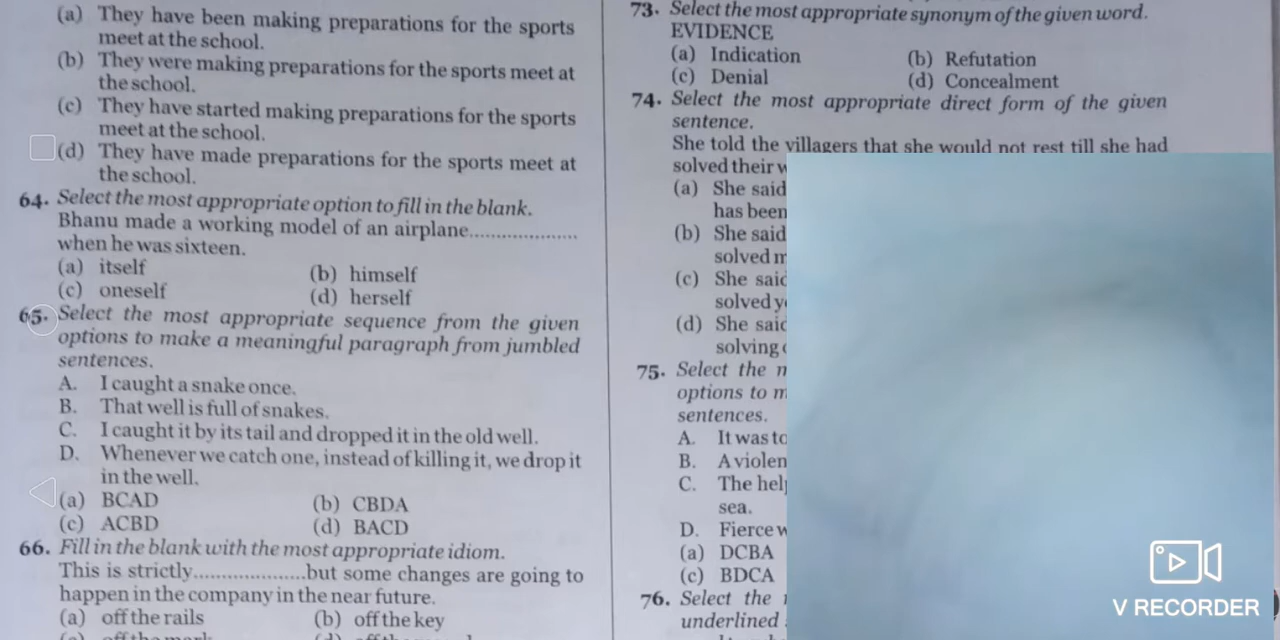 (a) They have been making preparations for the sports
meet at the school.
(b) They were making preparations for the sports meet at
the school.
(c) They have started making preparations for the sports
meet at the school.
(d) They have made preparations for the sports meet at
the school.
64. Select the most appropriate option to fill in the blank.
Bhanu made a working model of an airplane....................
when he was sixteen.
(a) itself (b) himself
(c) oneself (d) herself
65. Select the most appropriate sequence from the given
options to make a meaningful paragraph from jumbled
sentences.
A. I caught a snake once.
B. That well is full of snakes.
C. I caught it by its tail and dropped it in the old well.
D. Whenever we catch one, instead of killing it, we drop it
in the well.
(a) BCAD (b) CBDA
(c) ACBD (d) BACD
66. Fill in the blank with the most appropriate idiom.
This is strictly.....................but some changes are going to
happen in the company in the near future.
(a) off the rails (b) off the key
73. Select the most appropriate synonym of the given word.
EVIDENCE
(a) Indication (b) Refutation
(c) Denial (d) Concealment
74. Select the most appropriate direct form of the given
sentence.
She told the villagers that she would not rest till she had
solved their
(a) She said
has been
(b) She said
solved
(c) She said
solved
(d) She said
solving
75. Select the
options to
sentences.
A. It was
B. A
C. The
sea.
D. Fierce
(a) DCBA
(c) BDCA
76. Select the
underlined
V RECORDER